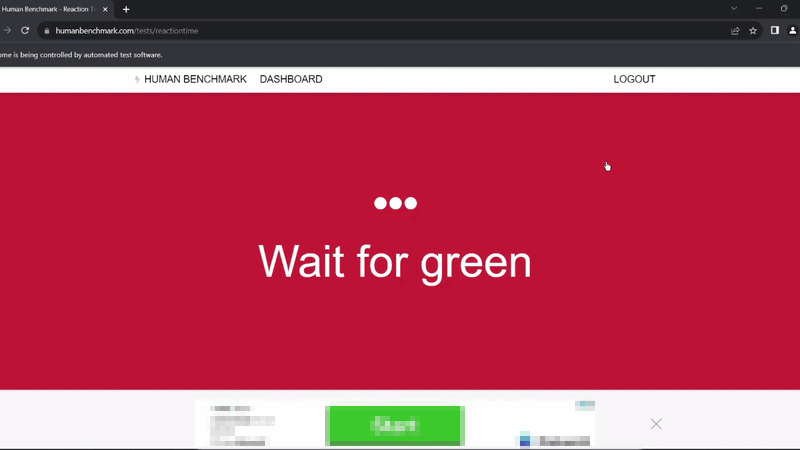 Human Benchmark - Reaction T
humanbenchmark.com/tests/reactiontime
ome is being controlled by automated test software.
HUMAN BENCHMARK DASHBOARD LOGOUT
Wait for green
Start